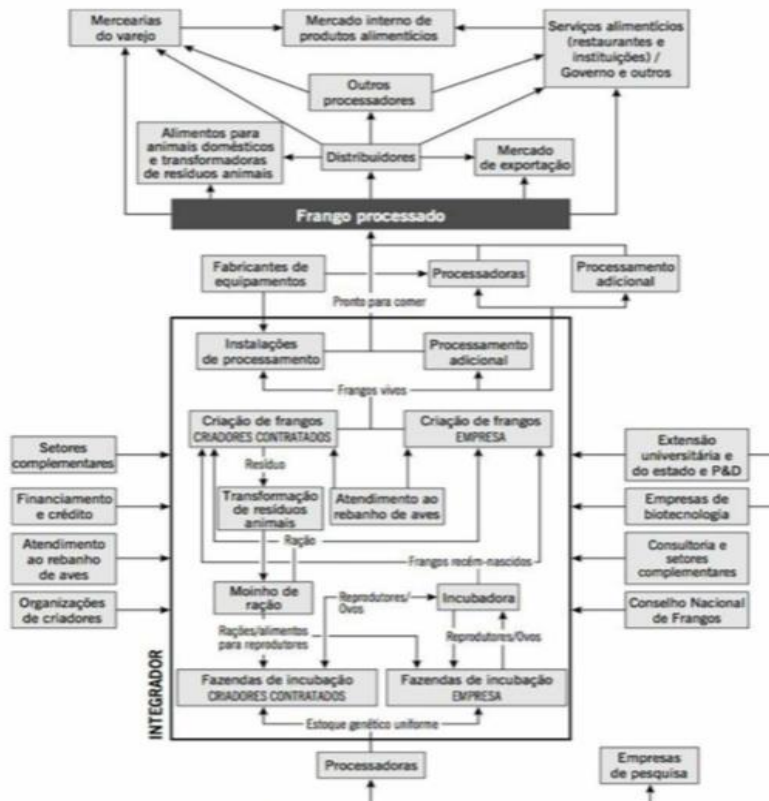 Mercearias
do varejo
Mercado interno de
produtos alimentícios
Serviços alimentícios
(restaurantes e
instituições) /
Governo e outros
Outros
processadores
Alimentos para
animais domésticos
e transformadoras
de resíduos animais
Distribuidores
Mercado
de exportação
Frango processado
Fabricantes de
equipamentos
Processadoras
Processamento
adicional
Pronto para comer
Instalações
de processamento
Processamento
adicional
Frangos vivos
Criação de frangos
CRIADORES CONTRATADOS
Criação de frangos
EMPRESA
Setores
complementares
Extensão
universitária e
do estado e P&D
Resíduo
Transformação
de resíduos
animais
Atendimento ao
rebanho de aves
Financiamento
e crédito
Empresas de
biotecnologia
Ração
Frangos recém-nascidos
Atendimento
ao rebanho
de aves
Consultoria e
setores
complementares
Moinho de
ração
Reprodutores/
Ovos
Incubadora
Organizações
de criadores
Conselho Nacional
de Frangos
Rações/alimentos
para reprodutores
Reprodutores/Ovos
Fazendas de incubação
CRIADORES CONTRATADOS
Fazendas de incubação
EMPRESA
INTEGRADOR
Estoque genético uniforme
Processadoras
Empresas
de pesquisa